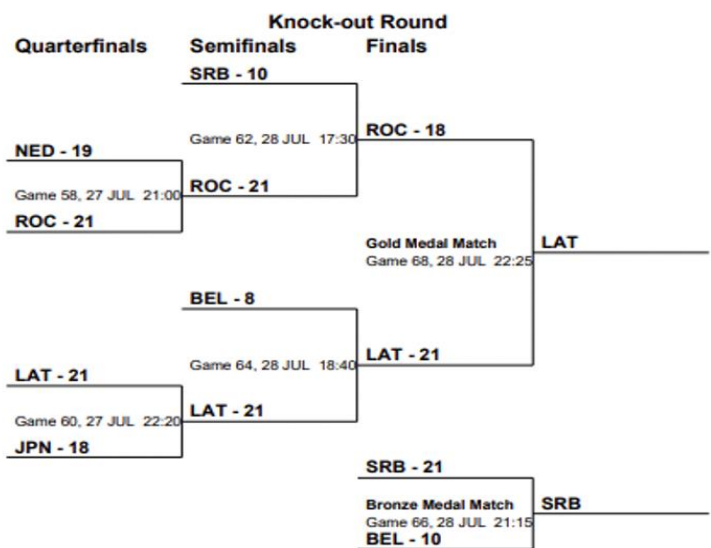 Knock-out Round
Quarterfinals Semifinals Finals
SRB - 10
Game 62, 28 JUL 17:30
ROC - 18
NED - 19
Game 58, 27 JUL 21:00
ROC - 21
ROC - 21
Gold Medal Match
Game 68, 28 JUL 22:25
LAT
BEL - 8
Game 64, 28 JUL 18:40
LAT - 21
LAT - 21
Game 60, 27 JUL 22:20
LAT - 21
JPN - 18
SRB - 21
Bronze Medal Match
Game 66, 28 JUL 21:15
SRB
BEL - 10